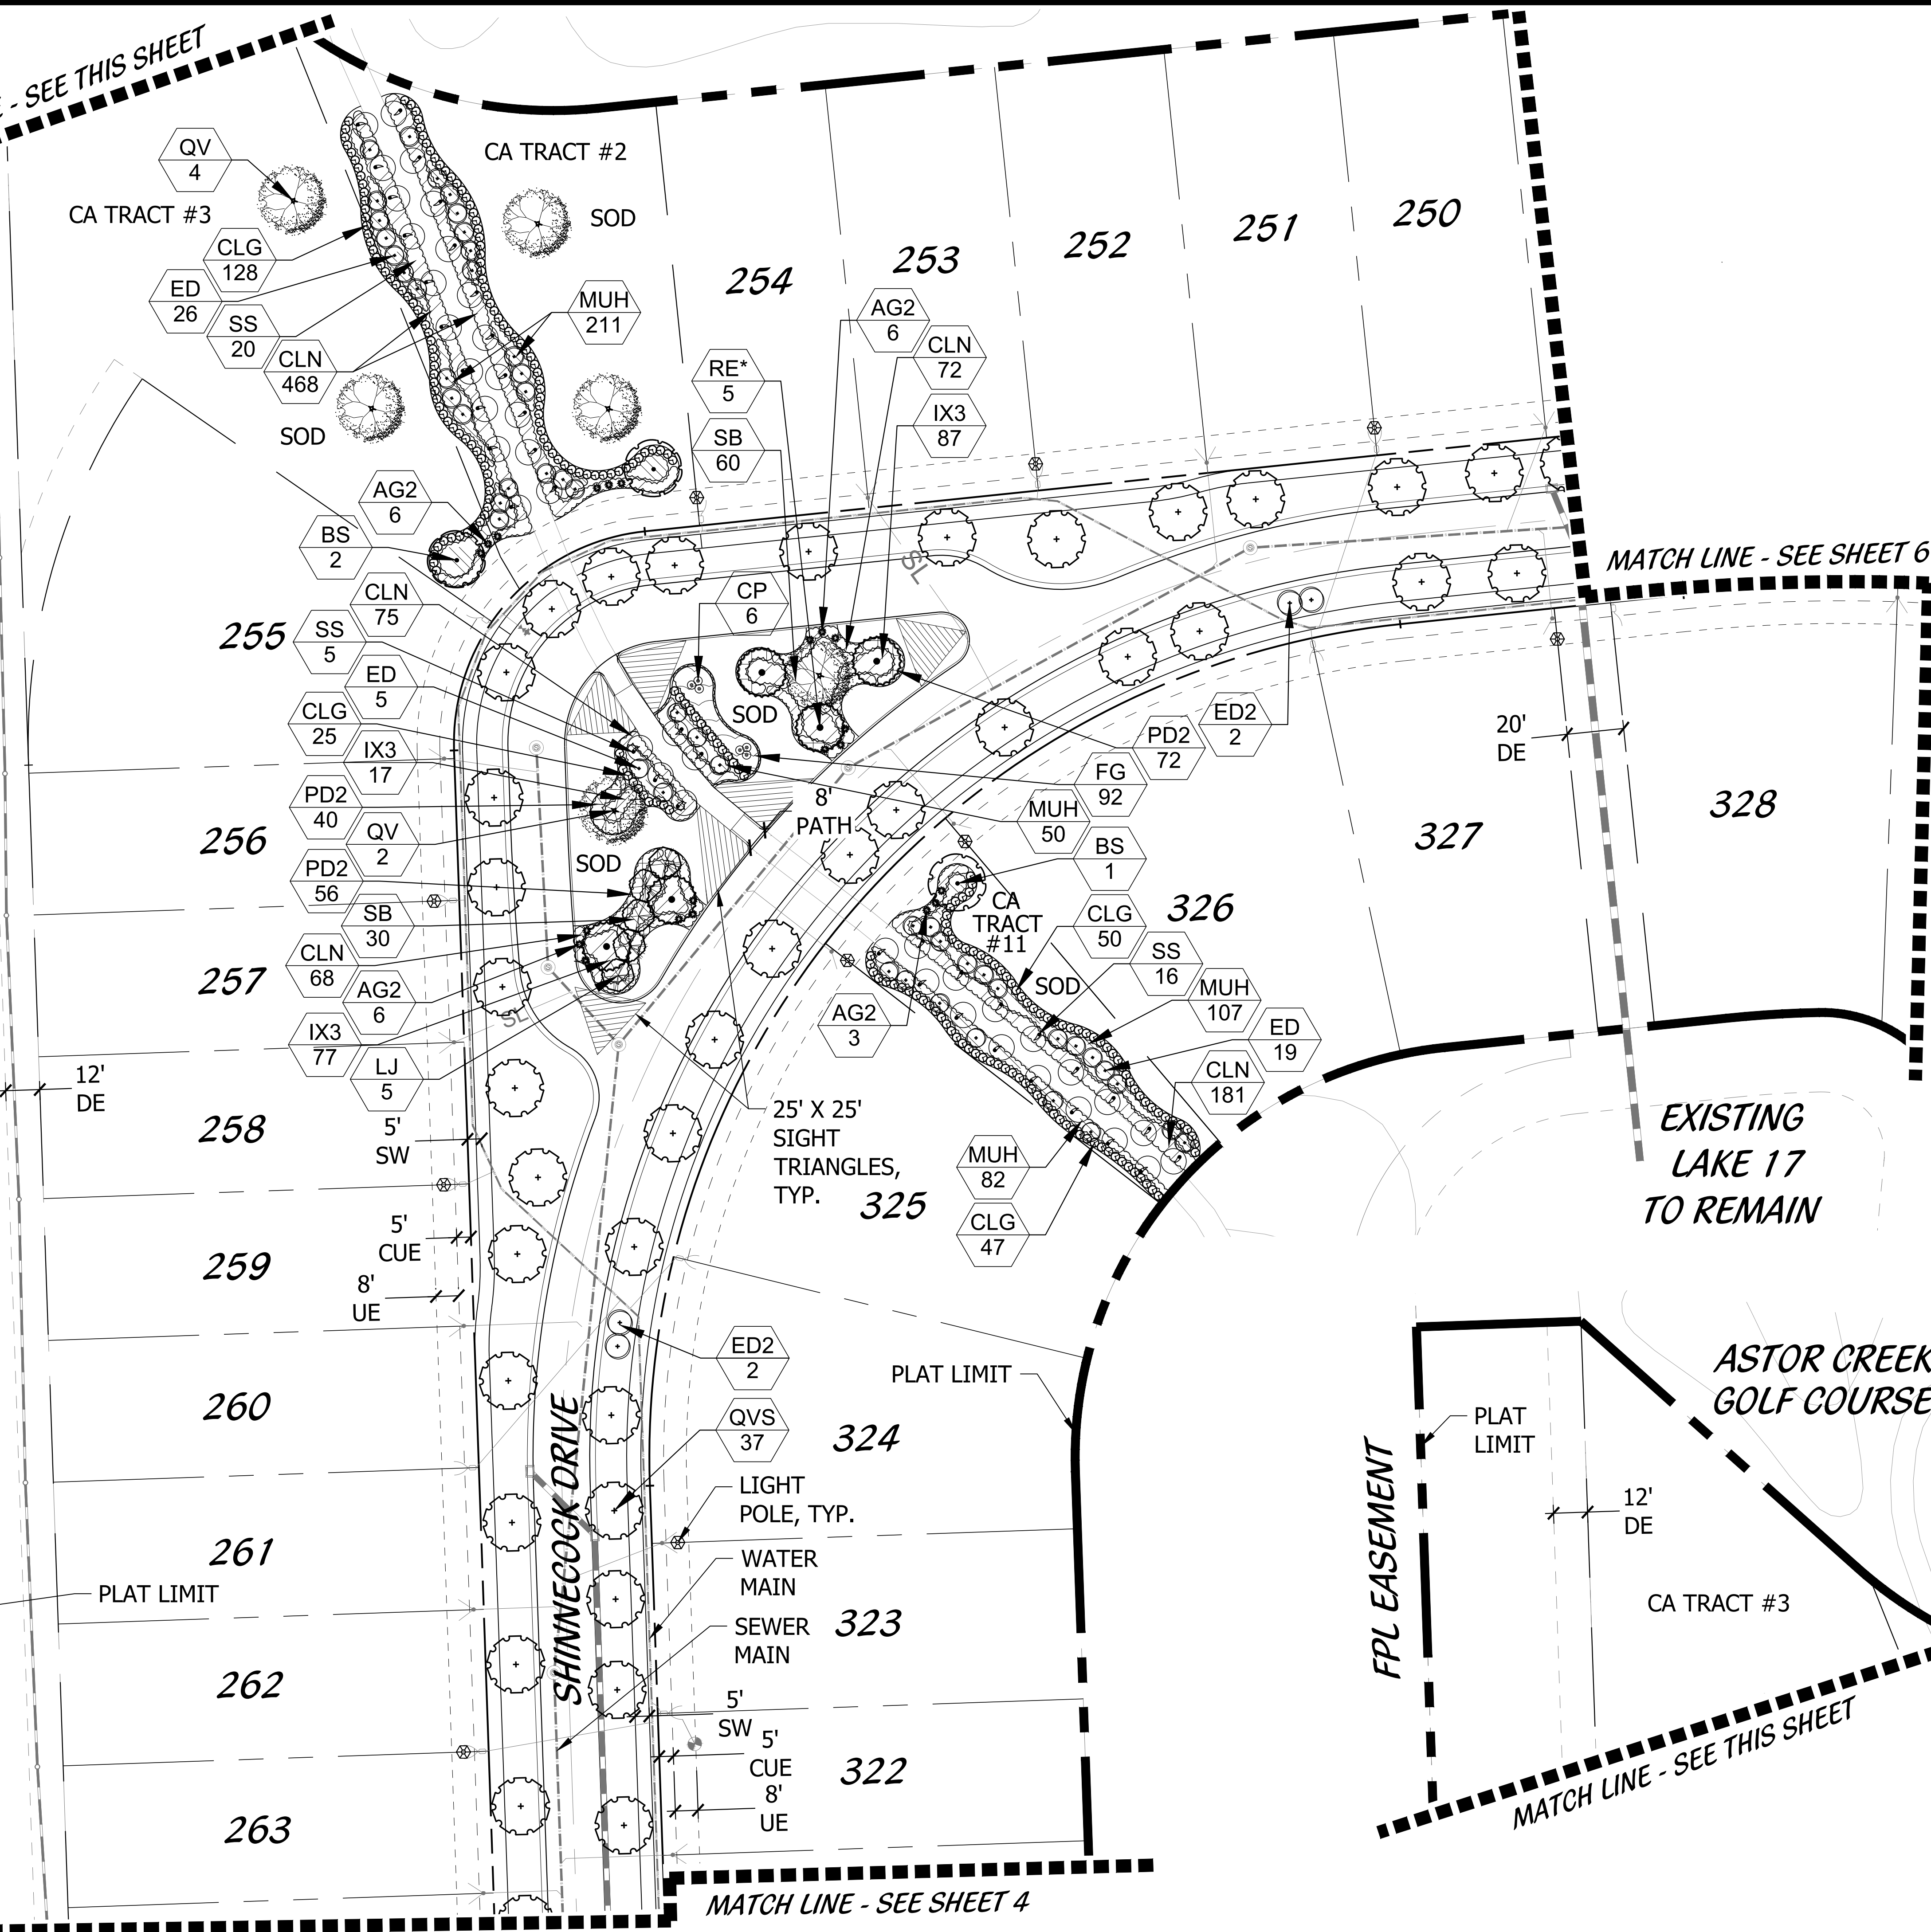 - SEE THIS SHEET
QV
4
CA TRACT #2
CA TRACT #3
SOD
CLG
128
ED
26
SS
20
CLN
468
MUH
211
SOD
254
253
252
251
250
AG2
6
CLN
72
IX3
87
RE*
5
SB
60
AG2
6
BS
2
CLN
75
SS
5
ED
5
CLG
25
IX3
17
PD2
40
QV
2
PD2
56
SB
30
CLN
68
AG2
6
IX3
77
LJ
5
CP
6
SL
SOD
SOD
8'
PATH
SL
MATCH LINE - SEE SHEET 6
ED2
2
PD2
72
FG
92
MUH
50
BS
1
CA
TRACT
#11
CLG
50
SS
16
MUH
107
ED
19
CLN
181
SOD
AG2
3
MUH
82
CLG
47
20'
DE
328
327
326
325
255
256
257
258
259
260
261
262
263
12'
DE
5'
SW
5'
CUE
8'
UE
25' X 25'
SIGHT
TRIANGLES,
TYP.
EXISTING
LAKE 17
TO REMAIN
ED2
2
QVS
37
PLAT LIMIT
324
LIGHT
POLE, TYP.
WATER
MAIN
SEWER
MAIN
323
5'
SW
5'
CUE
8'
UE
322
SHINNECOCK DRIVE
PLAT LIMIT
MATCH LINE - SEE SHEET 4
ASTOR CREEK
GOLF COURSE
PLAT
LIMIT
FPL EASEMENT
12'
DE
CA TRACT #3
MATCH LINE - SEE THIS SHEET